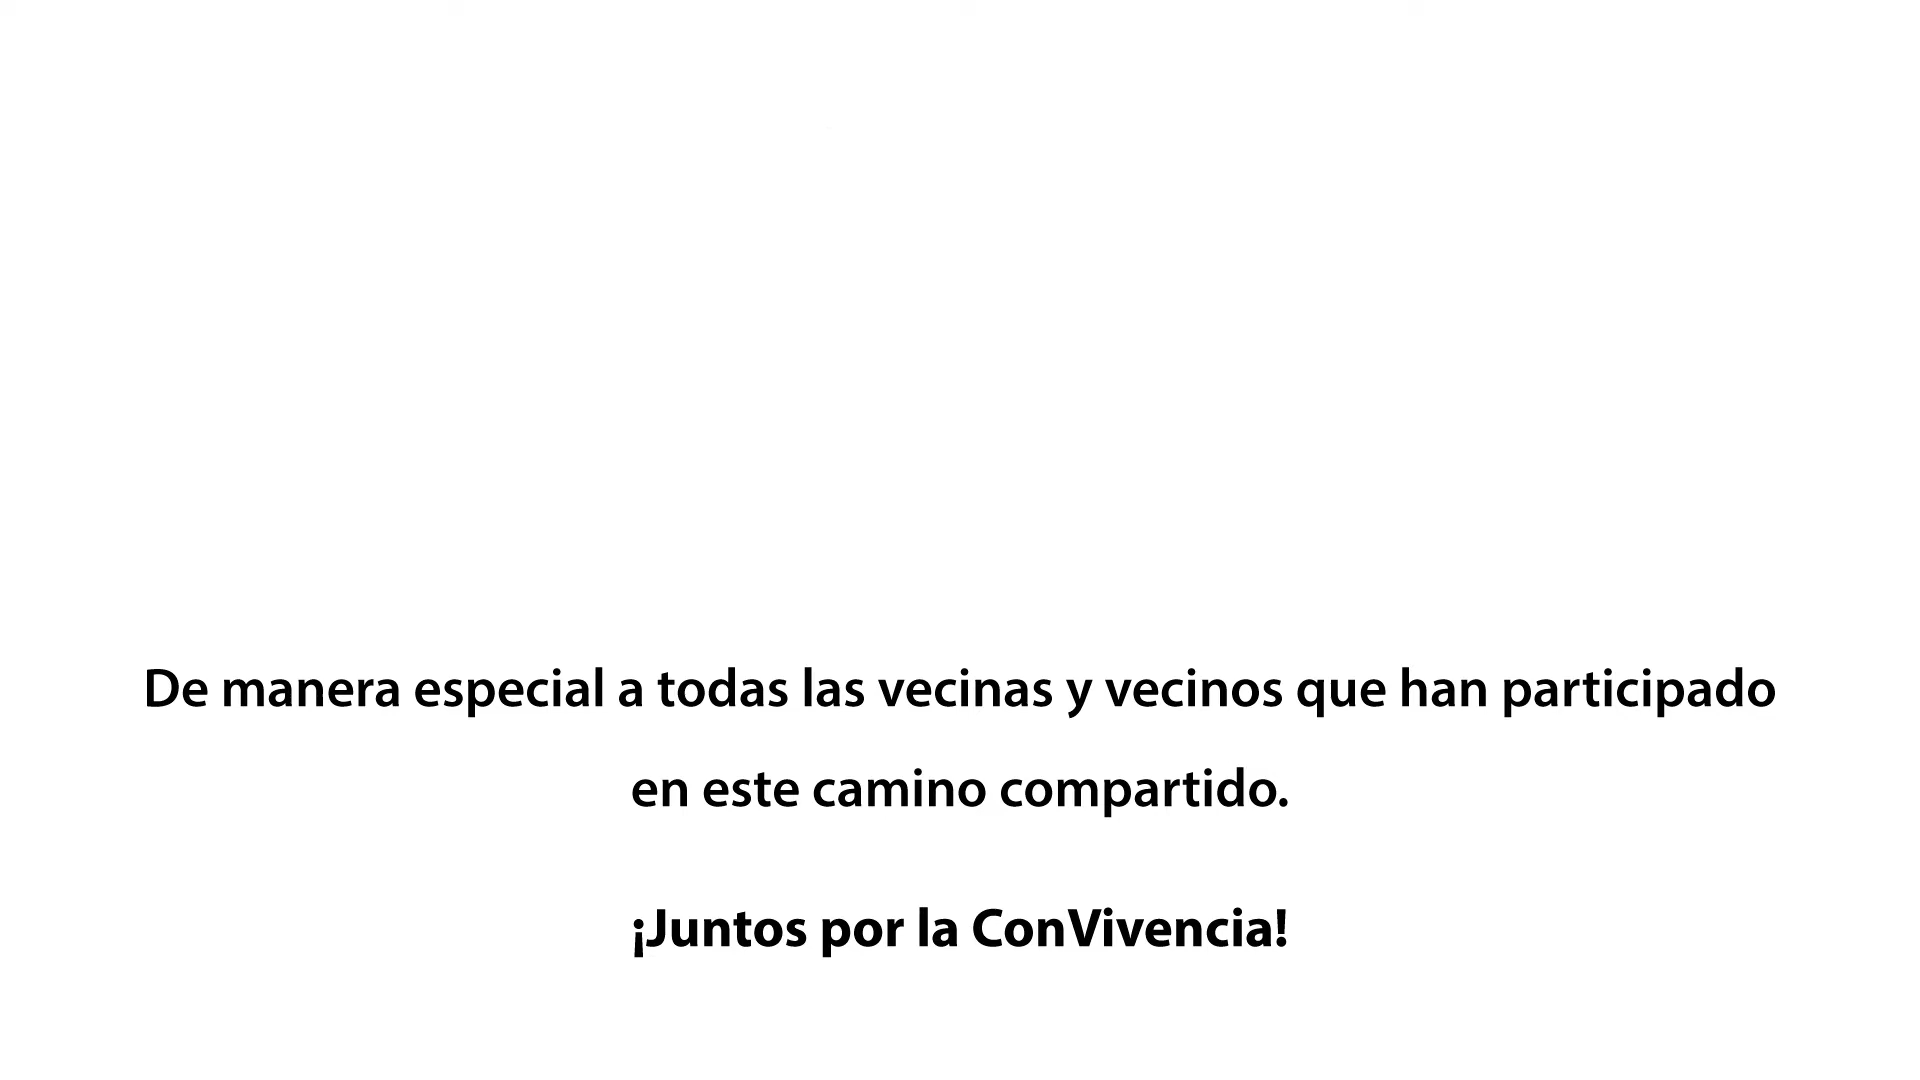 De manera especial a todas las vecinas y vecinos que han participado
en este camino compartido.
¡Juntos por la ConVivencia!